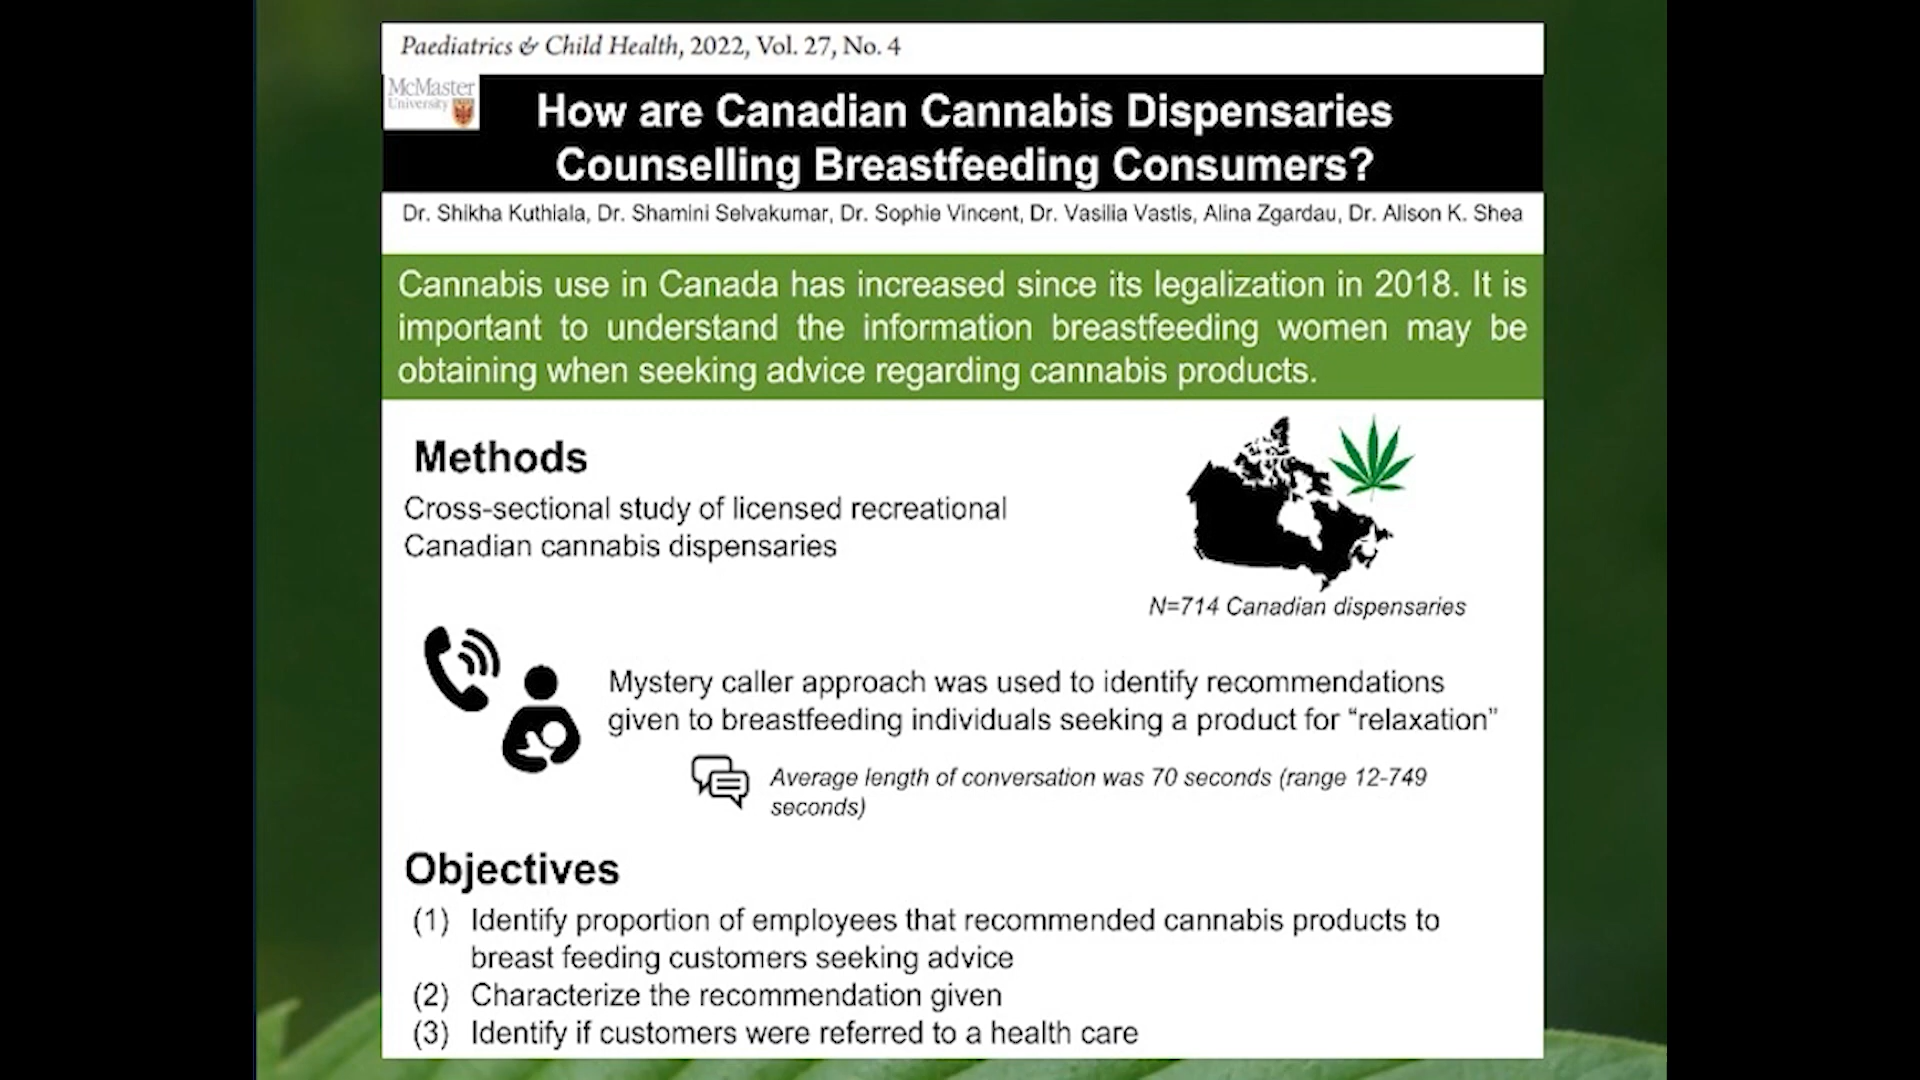 Paediatrics & Child Health, 2022, Vol. 27, No. 4
McMaster
University
How are Canadian Cannabis Dispensaries
Counselling Breastfeeding Consumers?
Dr. Shikha Kuthiala, Dr. Shamini Selvakumar, Dr. Sophie Vincent, Dr. Vasilia Vastis, Alina Zgardau, Dr. Alison K. Shea
Cannabis use in Canada has increased since its legalization in 2018. It is
important to understand the information breastfeeding women may be
obtaining when seeking advice regarding cannabis products.
Methods
Cross-sectional study of licensed recreational
Canadian cannabis dispensaries
N=714 Canadian dispensaries
Mystery caller approach was used to identify recommendations
given to breastfeeding individuals seeking a product for “relaxation”
Average length of conversation was 70 seconds (range 12-749
seconds)
Objectives
(1) Identify proportion of employees that recommended cannabis products to
breast feeding customers seeking advice
(2) Characterize the recommendation given
(3) Identify if customers were referred to a health care